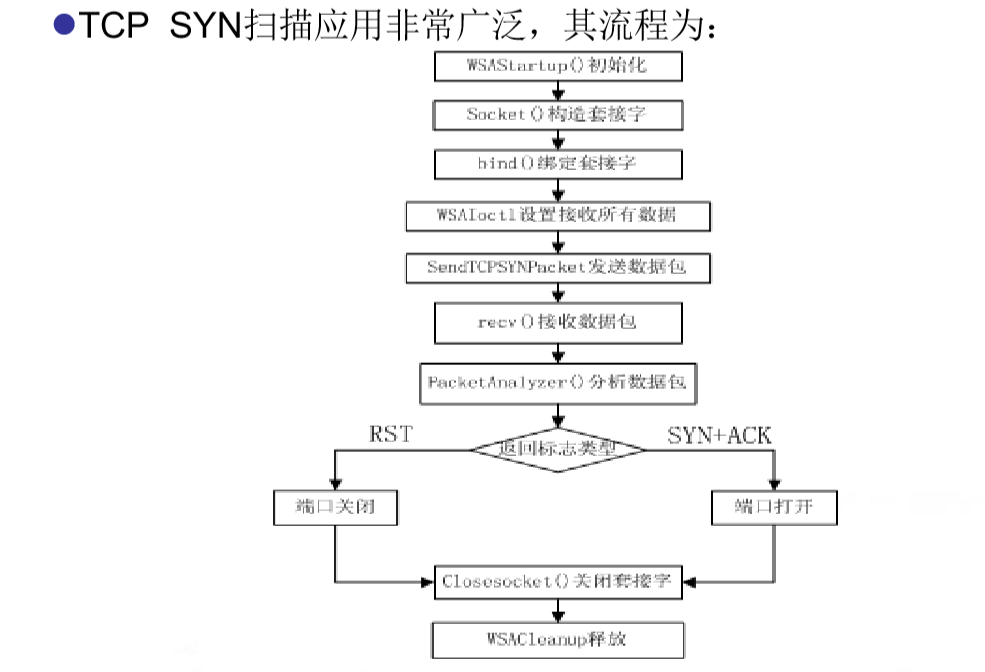 ●TCP SYN扫描应用非常广泛，其流程为：
WSAStartup()初始化
Socket()构造套接字
bind()绑定套接字
WSAIoctl设置接收所有数据
SendTCPSYNPacket发送数据包
recv()接收数据包
PacketAnalyzer()分析数据包
RST
返回标志类型
SYN+ACK
端口关闭
端口打开
Closesocket()关闭套接字
WSACleanup释放